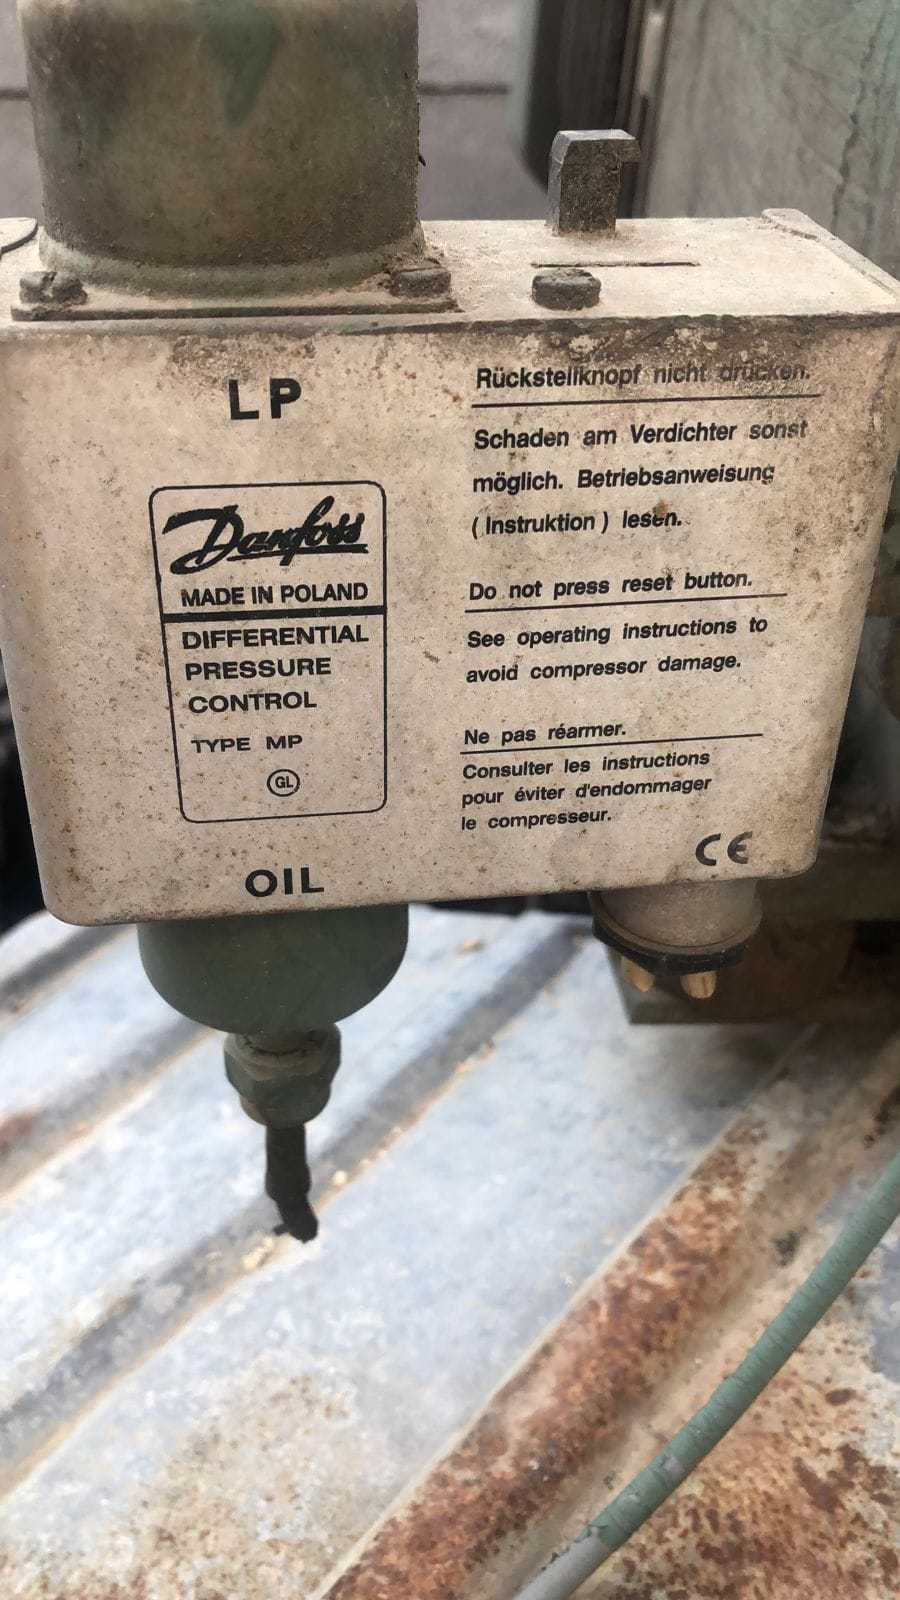 LP
Danfoss
MADE IN POLAND
DIFFERENTIAL
PRESSURE
CONTROL
TYPE MP
GL
OIL
Rückstellknopf nicht drücken.
Schaden am Verdichter sonst
möglich. Betriebsanweisung
( Instruktion ) lesen.
Do not press reset button.
See operating instructions to
avoid compressor damage.
Ne pas réarmer.
Consulter les instructions
pour éviter d'endommager
le compresseur.
CE